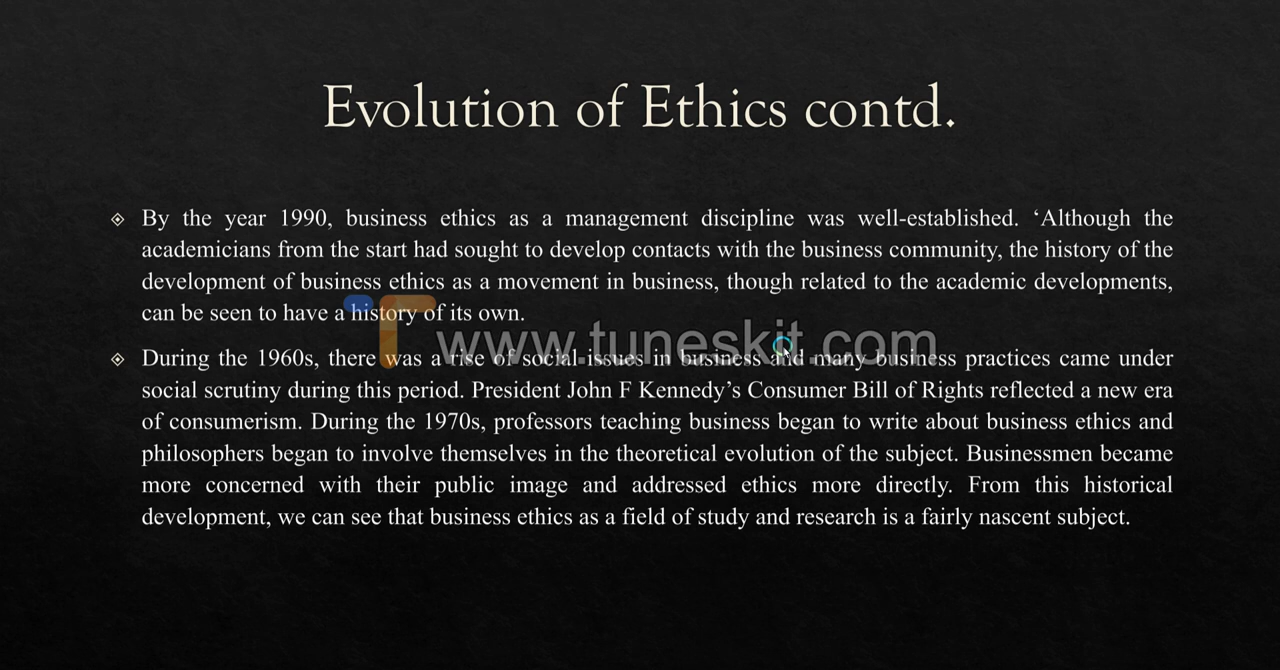 Evolution of Ethics contd.
By the year 1990, business ethics as a management discipline was well-established. ‘Although the
academicians from the start had sought to develop contacts with the business community, the history of the
development of business ethics as a movement in business, though related to the academic developments,
can be seen to have a history of its own.
www.tuneskit.com
During the 1960s, there was a rise of social issues in business and many business practices came under
social scrutiny during this period. President John F Kennedy’s Consumer Bill of Rights reflected a new era
of consumerism. During the 1970s, professors teaching business began to write about business ethics and
philosophers began to involve themselves in the theoretical evolution of the subject. Businessmen became
more concerned with their public image and addressed ethics more directly. From this historical
development, we can see that business ethics as a field of study and research is a fairly nascent subject.